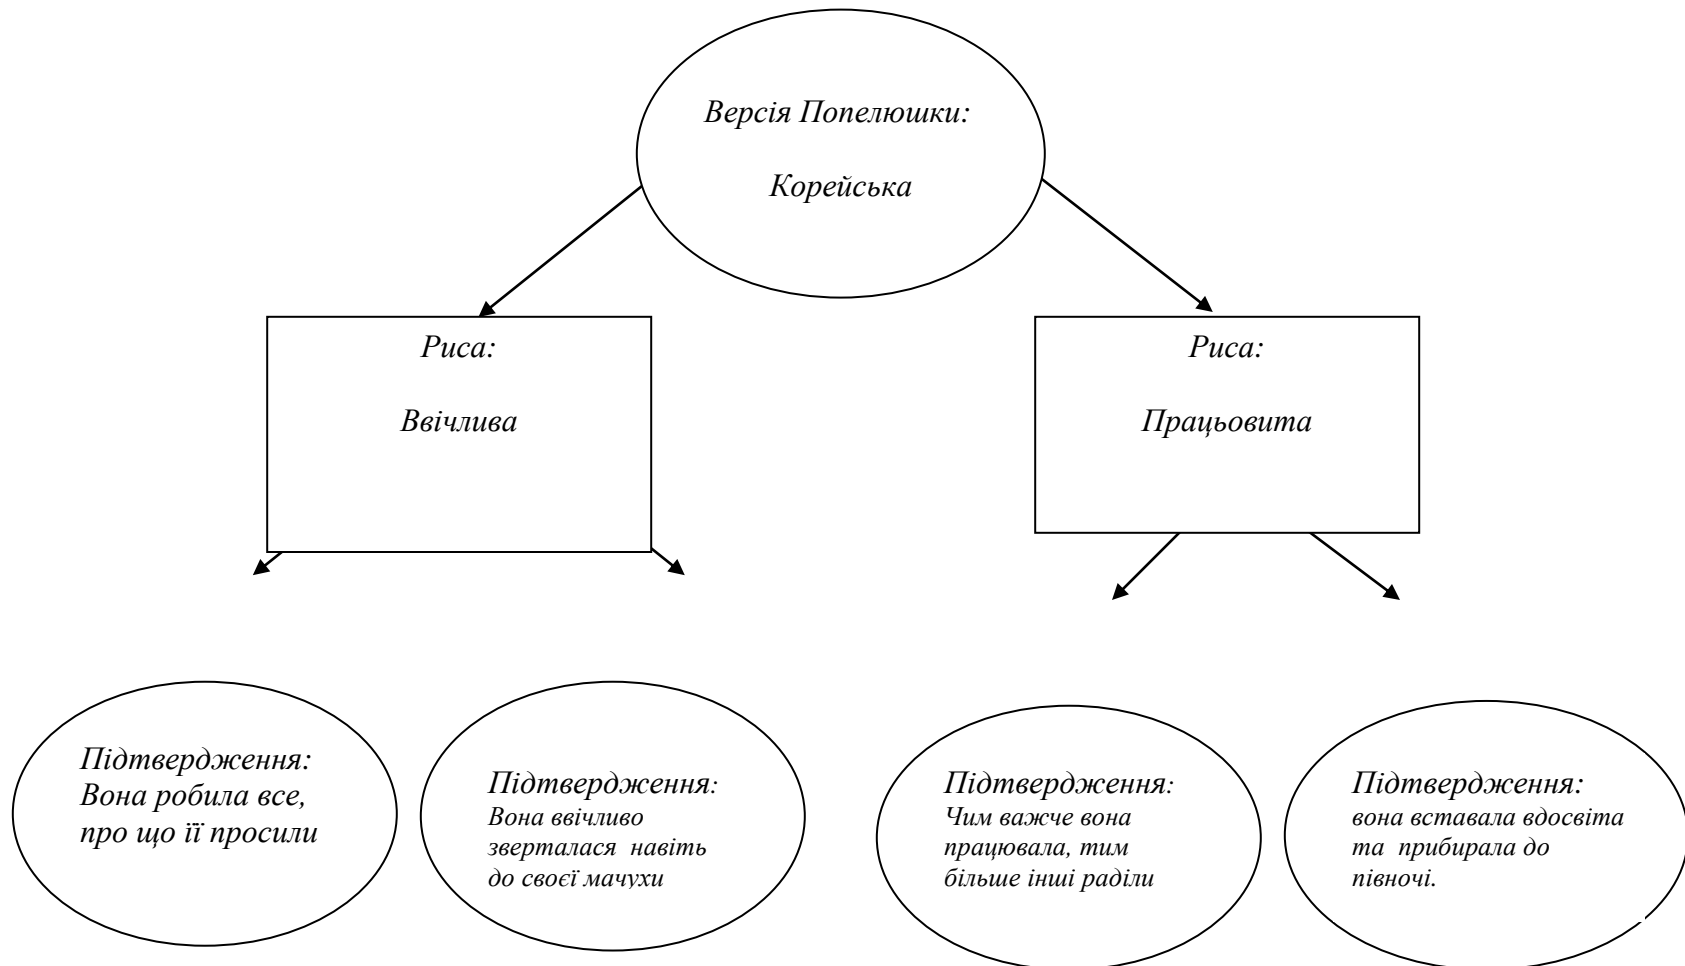 Версія Попелюшки:
Корейська
Риса:
Ввічлива
Риса:
Працьовита
Підтвердження:
Вона робила все,
про що її просили
Підтвердження:
Вона ввічливо
зверталася навіть
до своєї мачухи
Підтвердження:
Чим важче вона
працювала, тим
більше інші раділи
Підтвердження:
вона вставала вдосвіта
та прибирала до
півночі.